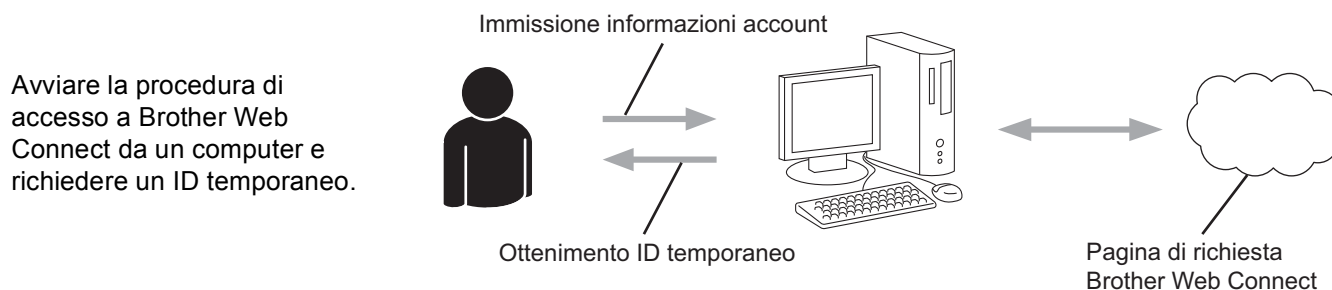 Immissione informazioni account
Avviare la procedura di
accesso a Brother Web
Connect da un computer e
richiedere un ID temporaneo.
Ottenimento ID temporaneo
Pagina di richiesta
Brother Web Connect